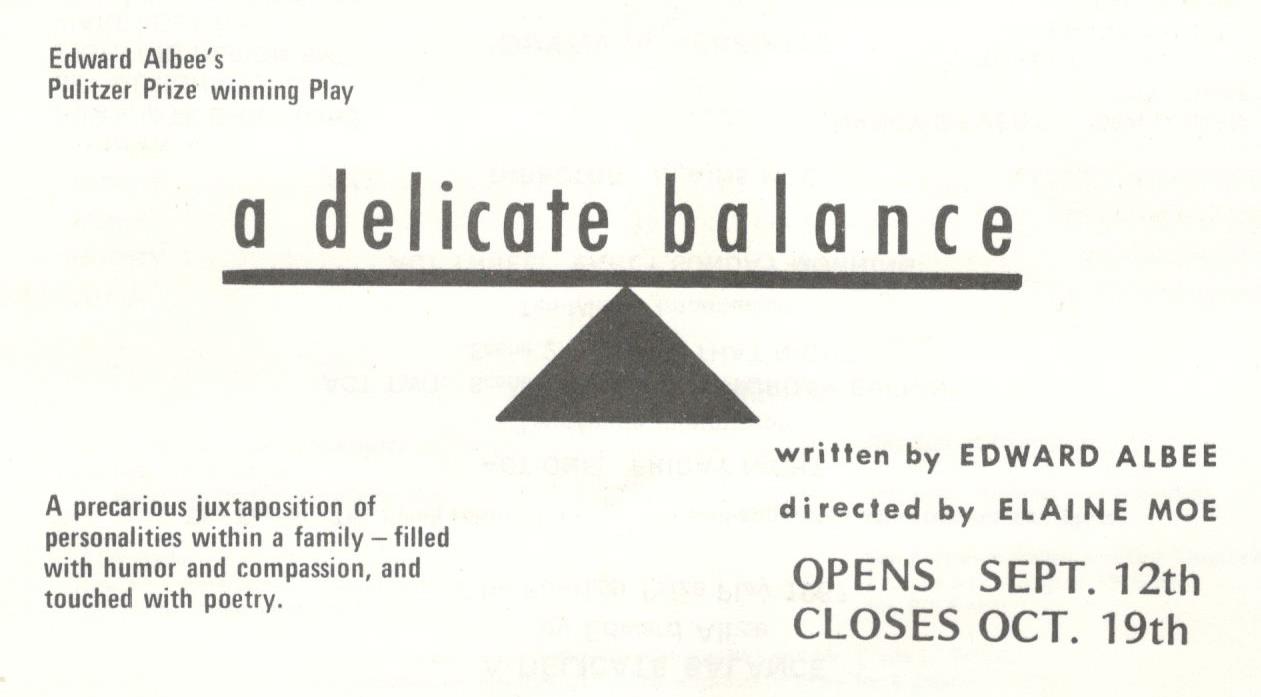 Edward Albee's
Pulitzer Prize winning Play
a delicate balance
written by EDWARD ALBEE
directed by ELAINE MOE
A precarious juxtaposition of
personalities within a family – filled
with humor and compassion, and
touched with poetry.
OPENS SEPT. 12th
CLOSES OCT. 19th